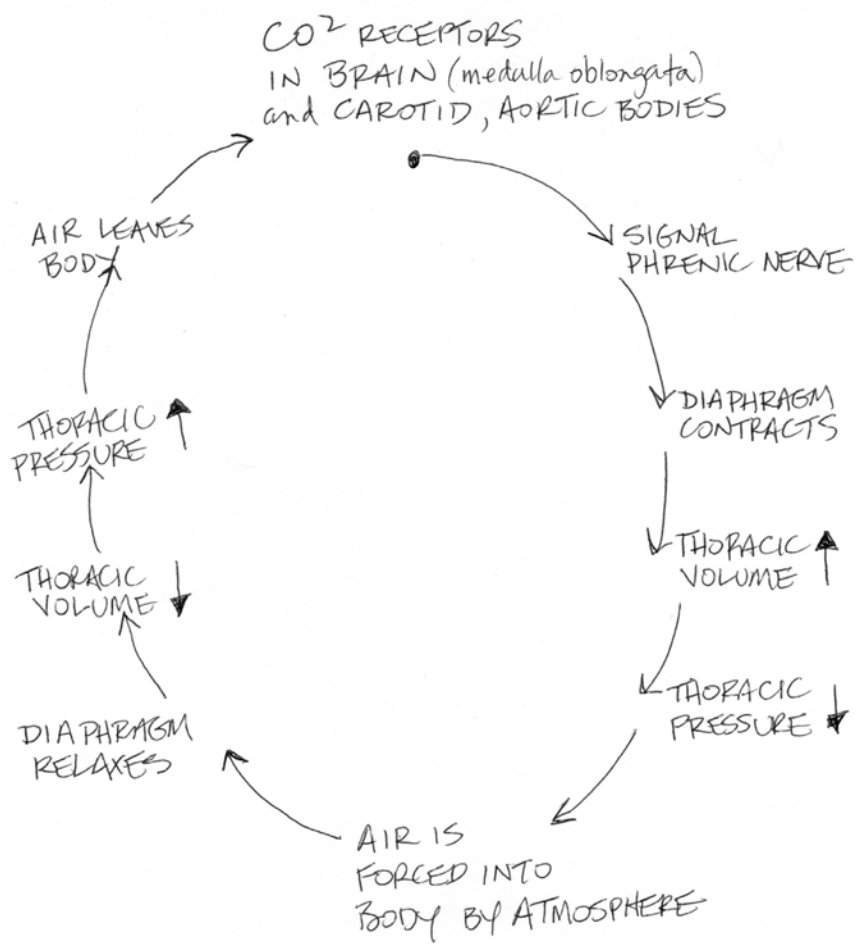 CO² RECEPTORS
IN BRAIN (medulla oblongata)
and CAROTID, AORTIC BODIES
SIGNAL
PHRENIC NERVE
DIAPHRAGM
CONTRACTS
THORACIC
VOLUME
THORACIC
PRESSURE
AIR IS
FORCED INTO
BODY BY ATMOSPHERE
DIAPHRAGM
RELAXES
THORACIC
VOLUME
THORACIC
PRESSURE
AIR LEAVES
BODY